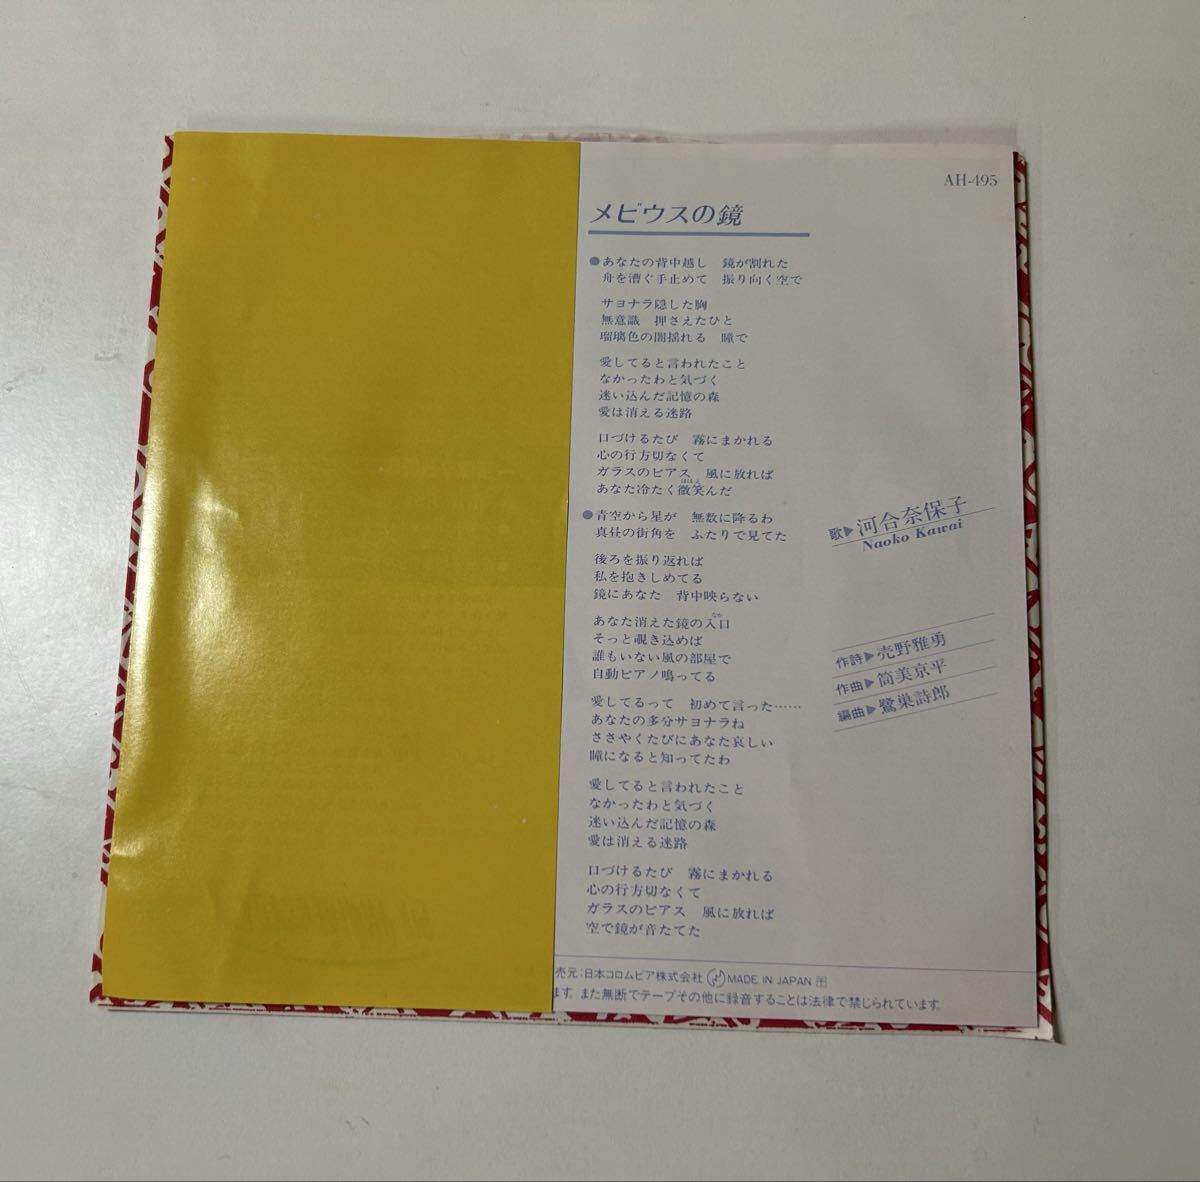 AH-495
メビウスの鏡
●あなたの背中越し 鏡が割れた
舟を漕ぐ手止めて 振り向く空で
サヨナラ隠した胸
無意識 押さえたひと
瑠璃色の闇揺れる 瞳で
愛してると言われたこと
なかったわと気づく
迷い込んだ記憶の森
愛は消える迷路
口づけるたび 霧にまかれる
心の行方切なくて
ガラスのピアス 風に放れば
あなた冷たく微笑んだ
●青空から星が 無数に降るわ
真昼の街角を ふたりで見てた
後ろを振り返れば
私を抱きしめてる
鏡にあなた 背中映らない
あなた消えた鏡の入口
そっと覗き込めば
誰もいない風の部屋で
自動ピアノ鳴ってる
愛してるって 初めて言った……
あなたの多分サヨナラね
ささやくたびにあなた哀しい
瞳になると知ってたわ
愛してると言われたこと
なかったわと気づく
迷い込んだ記憶の森
愛は消える迷路
口づけるたび 霧にまかれる
心の行方切なくて
ガラスのピアス 風に放れば
空で鏡が音たてた
歌▶河合奈保子
Naoko Kawai
作詩▶売野雅勇
作曲▶筒美京平
編曲▶鷺巣詩郎
売元:日本コロムビア株式会社 MADE IN JAPAN
ます。また無断でテープその他に録音することは法律で禁じられています。